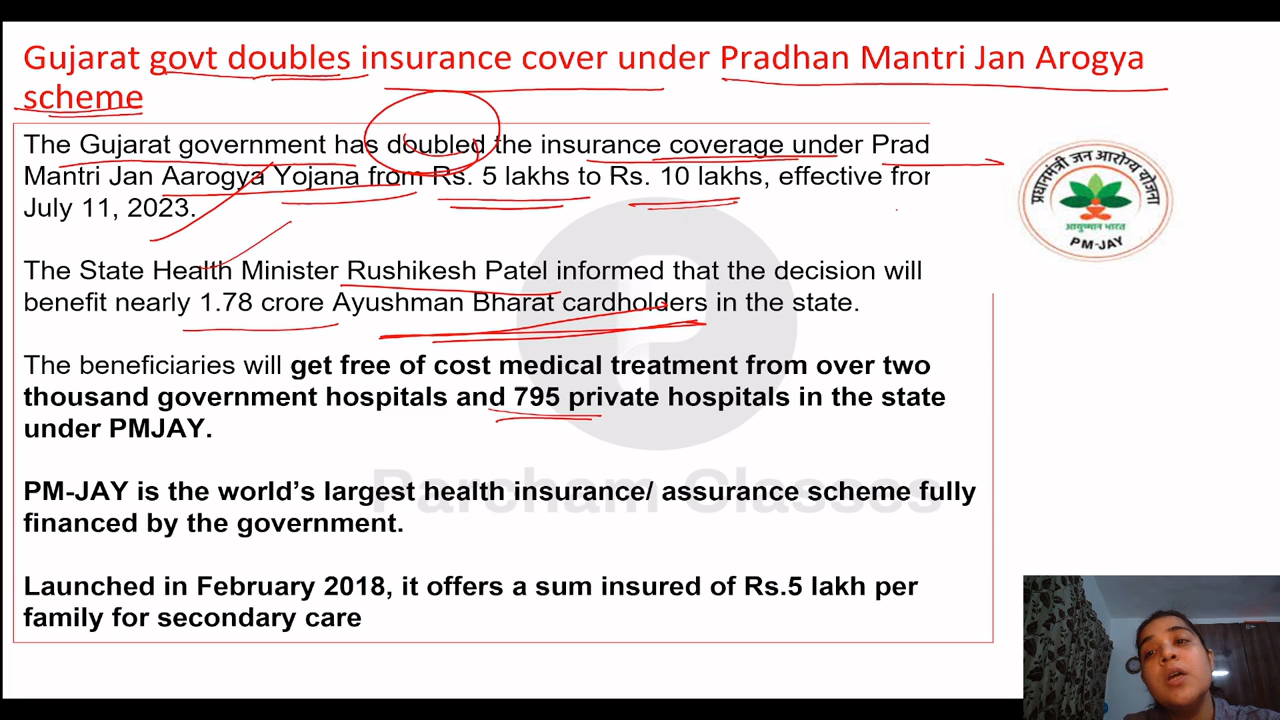 Gujarat govt doubles insurance cover under Pradhan Mantri Jan Arogya
scheme
The Gujarat government has doubled the insurance coverage under Prad
Mantri Jan Aarogya Yojana from Rs. 5 lakhs to Rs. 10 lakhs, effective fror
July 11, 2023.
The State Health Minister Rushikesh Patel informed that the decision will
benefit nearly 1.78 crore Ayushman Bharat cardholders in the state.
The beneficiaries will get free of cost medical treatment from over two
thousand government hospitals and 795 private hospitals in the state
under PMJAY.
PM-JAY is the world's largest health insurance/ assurance scheme fully
financed by the government.
Launched in February 2018, it offers a sum insured of Rs.5 lakh per
family for secondary care
प्रधानमंत्री जन आरोग्य योजना
आयुष्मान भारत
PM-JAY
Parcham Classes